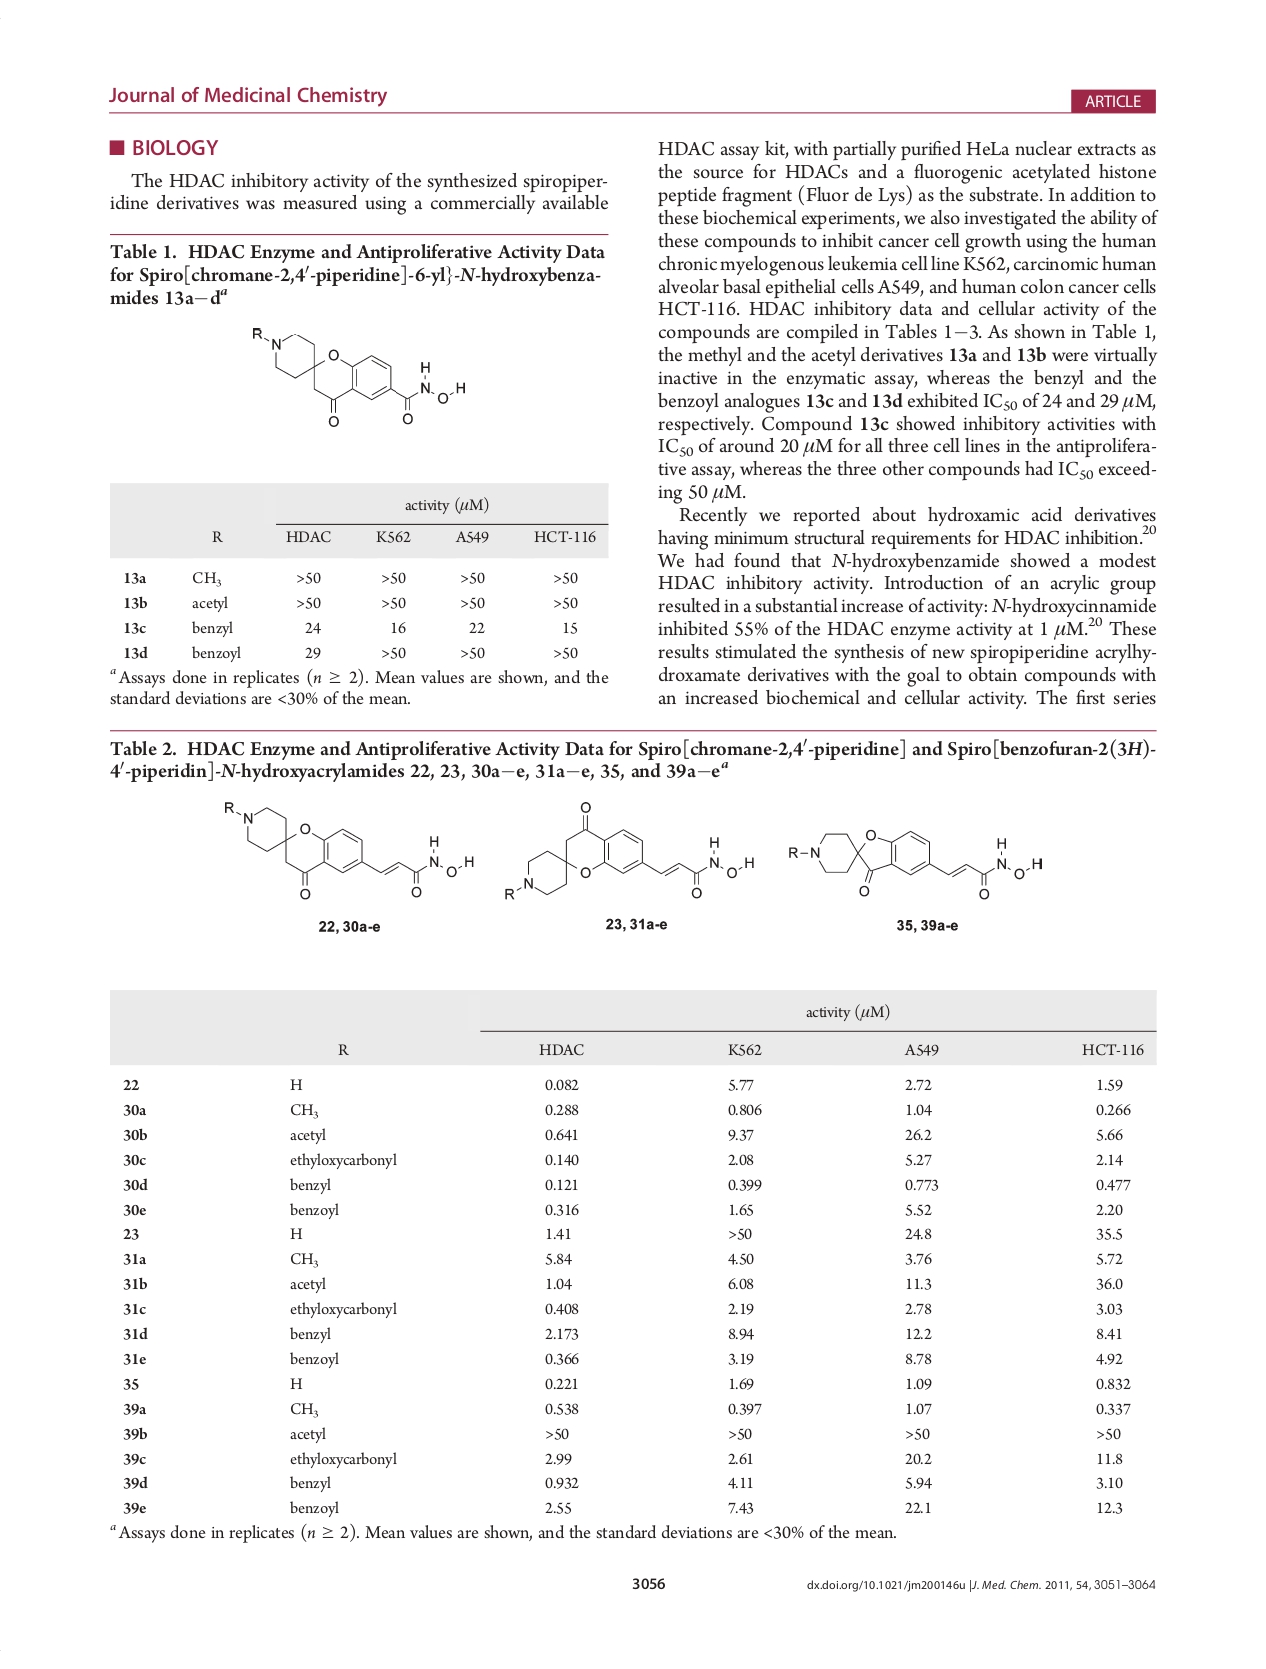 Journal of Medicinal Chemistry
ARTICLE
■ BIOLOGY
The HDAC inhibitory activity of the synthesized spiropiper-
idine derivatives was measured using a commercially available
Table 1. HDAC Enzyme and Antiproliferative Activity Data
for Spiro[chromane-2,4′-piperidine]-6-yl}-N-hydroxybenza-
mides 13a−dᵃ
R N O H N O H O O
activity (μM)
R HDAC K562 A549 HCT-116
13a CH₃ >50 >50 >50 >50
13b acetyl >50 >50 >50 >50
13c benzyl 24 16 22 15
13d benzoyl 29 >50 >50 >50
ᵃ Assays done in replicates (n ≥ 2). Mean values are shown, and the
standard deviations are <30% of the mean.
HDAC assay kit, with partially purified HeLa nuclear extracts as
the source for HDACs and a fluorogenic acetylated histone
peptide fragment (Fluor de Lys) as the substrate. In addition to
these biochemical experiments, we also investigated the ability of
these compounds to inhibit cancer cell growth using the human
chronic myelogenous leukemia cell line K562, carcinomic human
alveolar basal epithelial cells A549, and human colon cancer cells
HCT-116. HDAC inhibitory data and cellular activity of the
compounds are compiled in Tables 1−3. As shown in Table 1,
the methyl and the acetyl derivatives 13a and 13b were virtually
inactive in the enzymatic assay, whereas the benzyl and the
benzoyl analogues 13c and 13d exhibited IC₅₀ of 24 and 29 μM,
respectively. Compound 13c showed inhibitory activities with
IC₅₀ of around 20 μM for all three cell lines in the antiprolifera-
tive assay, whereas the three other compounds had IC₅₀ exceed-
ing 50 μM.
Recently we reported about hydroxamic acid derivatives
having minimum structural requirements for HDAC inhibition.²⁰
We had found that N-hydroxybenzamide showed a modest
HDAC inhibitory activity. Introduction of an acrylic group
resulted in a substantial increase of activity: N-hydroxycinnamide
inhibited 55% of the HDAC enzyme activity at 1 μM.²⁰ These
results stimulated the synthesis of new spiropiperidine acrylhy-
droxamate derivatives with the goal to obtain compounds with
an increased biochemical and cellular activity. The first series
Table 2. HDAC Enzyme and Antiproliferative Activity Data for Spiro[chromane-2,4′-piperidine] and Spiro[benzofuran-2(3H)-
4′-piperidin]-N-hydroxyacrylamides 22, 23, 30a−e, 31a−e, 35, and 39a−eᵃ
R N O O H N O H O
O O R N H N O H O
R−N O O H N O H O
22, 30a-e
23, 31a-e
35, 39a-e
activity (μM)
R HDAC K562 A549 HCT-116
22 H 0.082 5.77 2.72 1.59
30a CH₃ 0.288 0.806 1.04 0.266
30b acetyl 0.641 9.37 26.2 5.66
30c ethyloxycarbonyl 0.140 2.08 5.27 2.14
30d benzyl 0.121 0.399 0.773 0.477
30e benzoyl 0.316 1.65 5.52 2.20
23 H 1.41 >50 24.8 35.5
31a CH₃ 5.84 4.50 3.76 5.72
31b acetyl 1.04 6.08 11.3 36.0
31c ethyloxycarbonyl 0.408 2.19 2.78 3.03
31d benzyl 2.173 8.94 12.2 8.41
31e benzoyl 0.366 3.19 8.78 4.92
35 H 0.221 1.69 1.09 0.832
39a CH₃ 0.538 0.397 1.07 0.337
39b acetyl >50 >50 >50 >50
39c ethyloxycarbonyl 2.99 2.61 20.2 11.8
39d benzyl 0.932 4.11 5.94 3.10
39e benzoyl 2.55 7.43 22.1 12.3
ᵃ Assays done in replicates (n ≥ 2). Mean values are shown, and the standard deviations are <30% of the mean.
3056
dx.doi.org/10.1021/jm200146u |J. Med. Chem. 2011, 54, 3051–3064